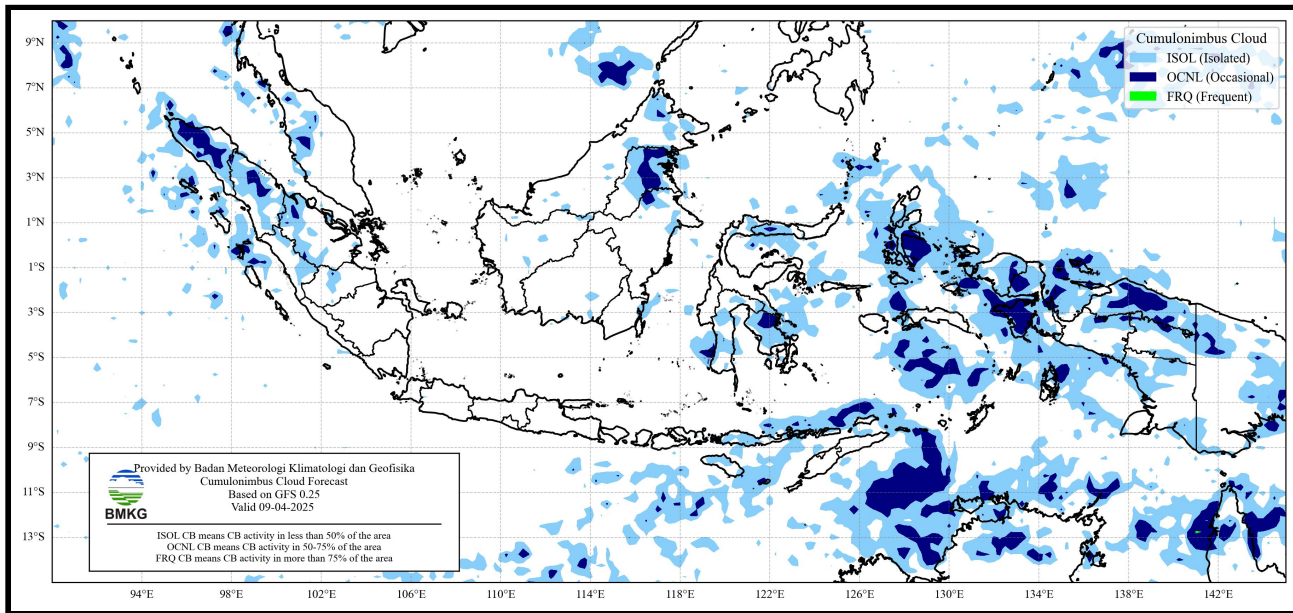 Cumulonimbus Cloud
ISOL (Isolated)
OCNL (Occasional)
FRQ (Frequent)
9°N
7°N
5°N
3°N
1°N
1°S
3°S
5°S
7°S
9°S
11°S
13°S
Provided by Badan Meteorologi Klimatologi dan Geofisika
Cumulonimbus Cloud Forecast
Based on GFS 0.25
Valid 09-04-2025
BMKG
ISOL CB means CB activity in less than 50% of the area
OCNL CB means CB activity in 50-75% of the area
FRQ CB means CB activity in more than 75% of the area
94°E 98°E 102°E 106°E 110°E 114°E 118°E 122°E 126°E 130°E 134°E 138°E 142°E